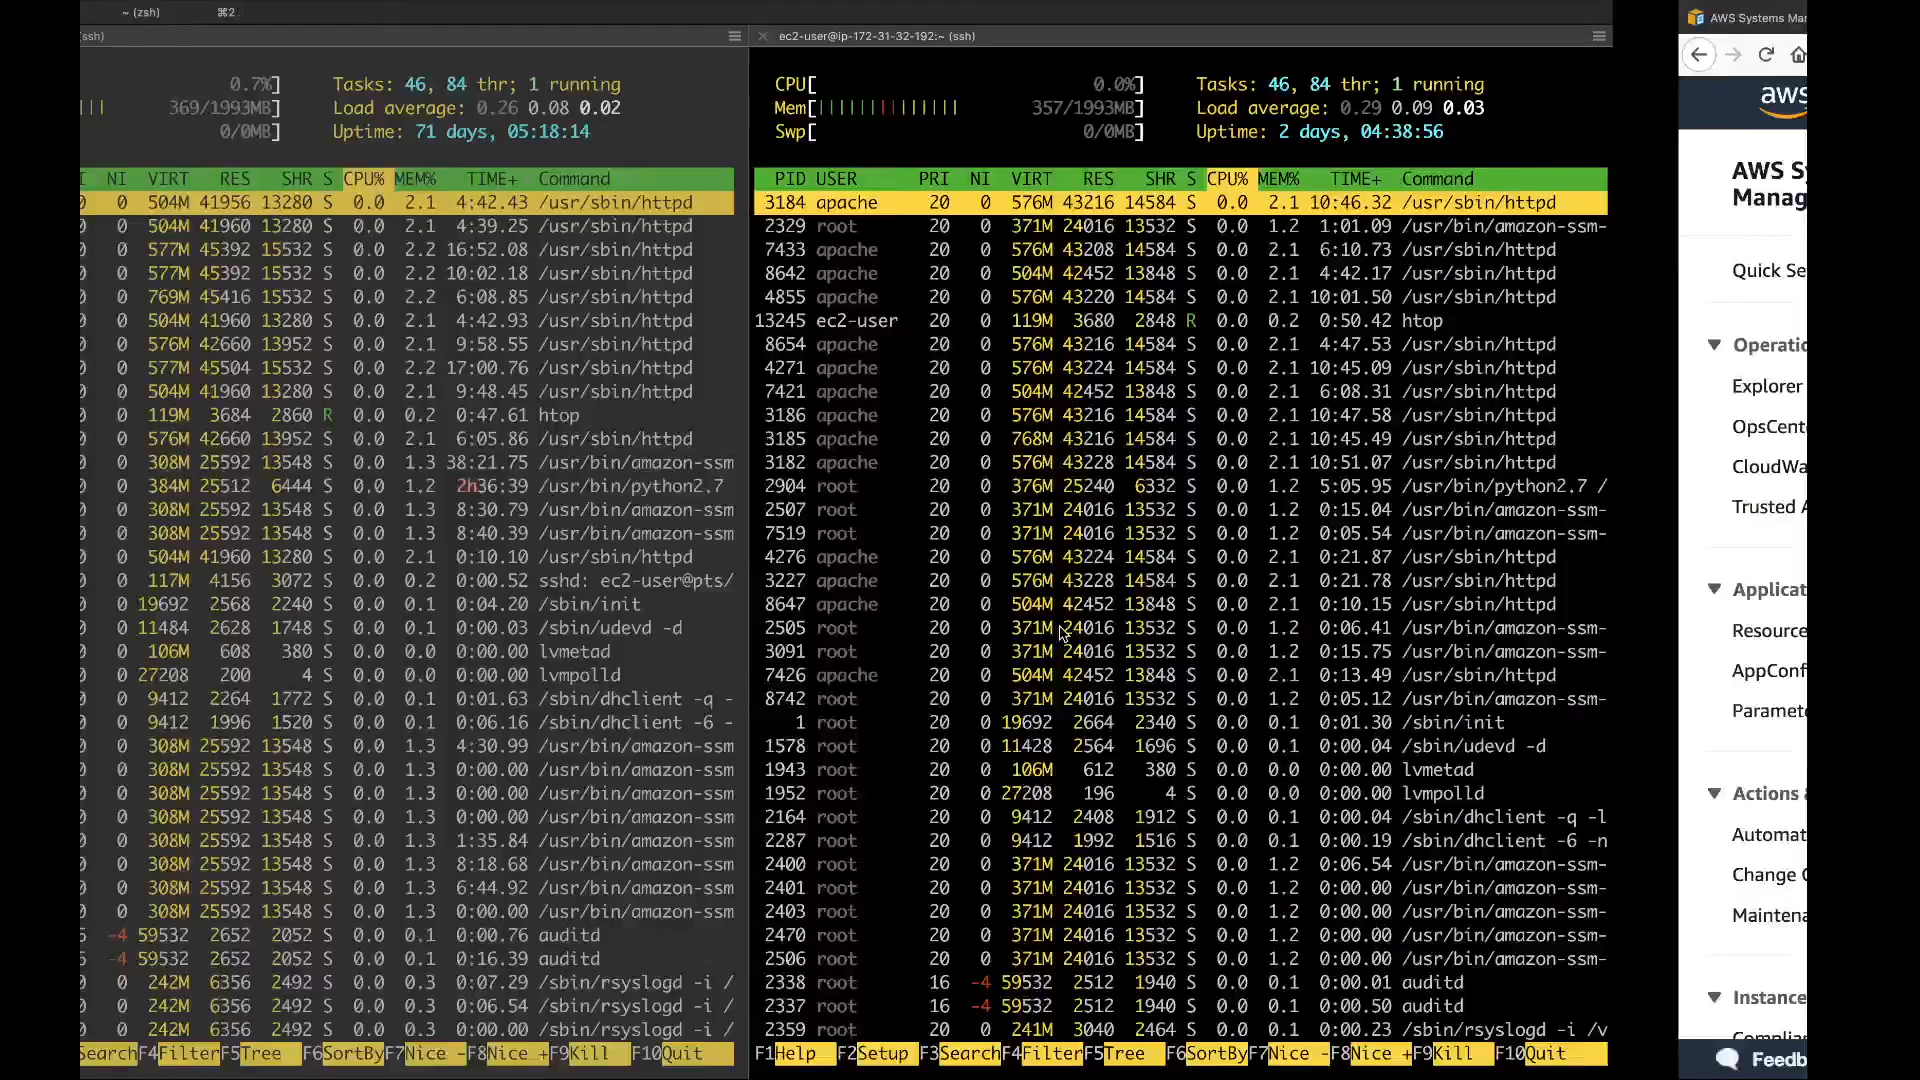 ~ (zsh) ⌘2
(ssh)
0.7%] Tasks: 46, 84 thr; 1 running
||| 369/1993MB] Load average: 0.26 0.08 0.02
0/0MB] Uptime: 71 days, 05:18:14
NI VIRT RES SHR S CPU% MEM% TIME+ Command
0 504M 41956 13280 S 0.0 2.1 4:42.43 /usr/sbin/httpd
0 504M 41960 13280 S 0.0 2.1 4:39.25 /usr/sbin/httpd
0 577M 45392 15532 S 0.0 2.2 16:52.08 /usr/sbin/httpd
0 577M 45392 15532 S 0.0 2.2 10:02.18 /usr/sbin/httpd
0 769M 45416 15532 S 0.0 2.2 6:08.85 /usr/sbin/httpd
0 504M 41960 13280 S 0.0 2.1 4:42.93 /usr/sbin/httpd
0 576M 42660 13952 S 0.0 2.1 9:58.55 /usr/sbin/httpd
0 577M 45504 15532 S 0.0 2.2 17:00.76 /usr/sbin/httpd
0 504M 41960 13280 S 0.0 2.1 9:48.45 /usr/sbin/httpd
0 119M 3684 2860 R 0.0 0.2 0:47.61 htop
0 576M 42660 13952 S 0.0 2.1 6:05.86 /usr/sbin/httpd
0 308M 25592 13548 S 0.0 1.3 38:21.75 /usr/bin/amazon-ssm
0 384M 25512 6444 S 0.0 1.2 2h36:39 /usr/bin/python2.7
0 308M 25592 13548 S 0.0 1.3 8:30.79 /usr/bin/amazon-ssm
0 308M 25592 13548 S 0.0 1.3 8:40.39 /usr/bin/amazon-ssm
0 504M 41960 13280 S 0.0 2.1 0:10.10 /usr/sbin/httpd
0 117M 4156 3072 S 0.0 0.2 0:00.52 sshd: ec2-user@pts/
0 19692 2568 2240 S 0.0 0.1 0:04.20 /sbin/init
0 11484 2628 1748 S 0.0 0.1 0:00.03 /sbin/udevd -d
0 106M 608 380 S 0.0 0.0 0:00.00 lvmetad
0 27208 200 4 S 0.0 0.0 0:00.00 lvmpolld
0 9412 2264 1772 S 0.0 0.1 0:01.63 /sbin/dhclient -q -
0 9412 1996 1520 S 0.0 0.1 0:06.16 /sbin/dhclient -6 -
0 308M 25592 13548 S 0.0 1.3 4:30.99 /usr/bin/amazon-ssm
0 308M 25592 13548 S 0.0 1.3 0:00.00 /usr/bin/amazon-ssm
0 308M 25592 13548 S 0.0 1.3 0:00.00 /usr/bin/amazon-ssm
0 308M 25592 13548 S 0.0 1.3 0:00.00 /usr/bin/amazon-ssm
0 308M 25592 13548 S 0.0 1.3 1:35.84 /usr/bin/amazon-ssm
0 308M 25592 13548 S 0.0 1.3 8:18.68 /usr/bin/amazon-ssm
0 308M 25592 13548 S 0.0 1.3 6:44.92 /usr/bin/amazon-ssm
0 308M 25592 13548 S 0.0 1.3 0:00.00 /usr/bin/amazon-ssm
-4 59532 2652 2052 S 0.0 0.1 0:00.76 auditd
-4 59532 2652 2052 S 0.0 0.1 0:16.39 auditd
0 242M 6356 2492 S 0.0 0.3 0:07.29 /sbin/rsyslogd -i /
0 242M 6356 2492 S 0.0 0.3 0:06.54 /sbin/rsyslogd -i /
0 242M 6356 2492 S 0.0 0.3 0:00.00 /sbin/rsyslogd -i /
Search F4Filter F5Tree F6SortBy F7Nice - F8Nice + F9Kill F10Quit
ec2-user@ip-172-31-32-192:~ (ssh)
CPU[ 0.0%] Tasks: 46, 84 thr; 1 running
Mem[|||||||||||||| 357/1993MB] Load average: 0.29 0.09 0.03
Swp[ 0/0MB] Uptime: 2 days, 04:38:56
PID USER PRI NI VIRT RES SHR S CPU% MEM% TIME+ Command
3184 apache 20 0 576M 43216 14584 S 0.0 2.1 10:46.32 /usr/sbin/httpd
2329 root 20 0 371M 24016 13532 S 0.0 1.2 1:01.09 /usr/bin/amazon-ssm-
7433 apache 20 0 576M 43208 14584 S 0.0 2.1 6:10.73 /usr/sbin/httpd
8642 apache 20 0 504M 42452 13848 S 0.0 2.1 4:42.17 /usr/sbin/httpd
4855 apache 20 0 576M 43220 14584 S 0.0 2.1 10:01.50 /usr/sbin/httpd
13245 ec2-user 20 0 119M 3680 2848 R 0.0 0.2 0:50.42 htop
8654 apache 20 0 576M 43216 14584 S 0.0 2.1 4:47.53 /usr/sbin/httpd
4271 apache 20 0 576M 43224 14584 S 0.0 2.1 10:45.09 /usr/sbin/httpd
7421 apache 20 0 504M 42452 13848 S 0.0 2.1 6:08.31 /usr/sbin/httpd
3186 apache 20 0 576M 43216 14584 S 0.0 2.1 10:47.58 /usr/sbin/httpd
3185 apache 20 0 768M 43216 14584 S 0.0 2.1 10:45.49 /usr/sbin/httpd
3182 apache 20 0 576M 43228 14584 S 0.0 2.1 10:51.07 /usr/sbin/httpd
2904 root 20 0 376M 25240 6332 S 0.0 1.2 5:05.95 /usr/bin/python2.7 /
2507 root 20 0 371M 24016 13532 S 0.0 1.2 0:15.04 /usr/bin/amazon-ssm-
7519 root 20 0 371M 24016 13532 S 0.0 1.2 0:05.54 /usr/bin/amazon-ssm-
4276 apache 20 0 576M 43224 14584 S 0.0 2.1 0:21.87 /usr/sbin/httpd
3227 apache 20 0 576M 43228 14584 S 0.0 2.1 0:21.78 /usr/sbin/httpd
8647 apache 20 0 504M 42452 13848 S 0.0 2.1 0:10.15 /usr/sbin/httpd
2505 root 20 0 371M 24016 13532 S 0.0 1.2 0:06.41 /usr/bin/amazon-ssm-
3091 root 20 0 371M 24016 13532 S 0.0 1.2 0:15.75 /usr/bin/amazon-ssm-
7426 apache 20 0 504M 42452 13848 S 0.0 2.1 0:13.49 /usr/sbin/httpd
8742 root 20 0 371M 24016 13532 S 0.0 1.2 0:05.12 /usr/bin/amazon-ssm-
1 root 20 0 19692 2664 2340 S 0.0 0.1 0:01.30 /sbin/init
1578 root 20 0 11428 2564 1696 S 0.0 0.1 0:00.04 /sbin/udevd -d
1943 root 20 0 106M 612 380 S 0.0 0.0 0:00.00 lvmetad
1952 root 20 0 27208 196 4 S 0.0 0.0 0:00.00 lvmpolld
2164 root 20 0 9412 2408 1912 S 0.0 0.1 0:00.04 /sbin/dhclient -q -l
2287 root 20 0 9412 1992 1516 S 0.0 0.1 0:00.19 /sbin/dhclient -6 -n
2400 root 20 0 371M 24016 13532 S 0.0 1.2 0:06.54 /usr/bin/amazon-ssm-
2401 root 20 0 371M 24016 13532 S 0.0 1.2 0:00.00 /usr/bin/amazon-ssm-
2403 root 20 0 371M 24016 13532 S 0.0 1.2 0:00.00 /usr/bin/amazon-ssm-
2470 root 20 0 371M 24016 13532 S 0.0 1.2 0:00.00 /usr/bin/amazon-ssm-
2506 root 20 0 371M 24016 13532 S 0.0 1.2 0:00.00 /usr/bin/amazon-ssm-
2338 root 16 -4 59532 2512 1940 S 0.0 0.1 0:00.01 auditd
2337 root 16 -4 59532 2512 1940 S 0.0 0.1 0:00.50 auditd
2359 root 20 0 241M 3040 2464 S 0.0 0.1 0:00.23 /sbin/rsyslogd -i /v
F1Help F2Setup F3Search F4Filter F5Tree F6SortBy F7Nice - F8Nice + F9Kill F10Quit
AWS Systems Ma
aws
AWS Sy
Manag
Quick Se
Operatio
Explorer
OpsCent
CloudWa
Trusted A
Applicat
Resource
AppConf
Paramete
Actions &
Automat
Change C
Maintena
Instance
Complian
Feedb